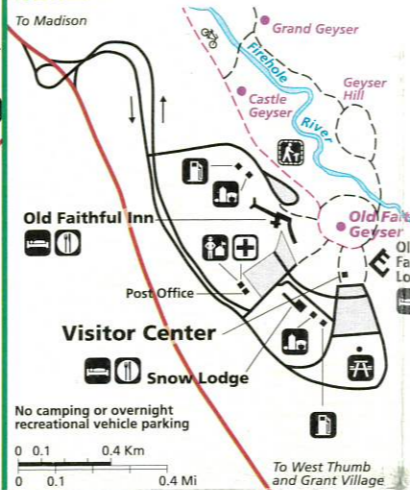 To Madison
Grand Geyser
Firehole
River
Geyser
Hill
Castle
Geyser
Old Faithful Inn
Old Fai
Geyser
Ol
Fa
Lo
Post Office
Visitor Center
Snow Lodge
No camping or overnight
recreational vehicle parking
0 0.1 0.4 Km
0 0.1 0.4 Mi
To West Thumb
and Grant Village